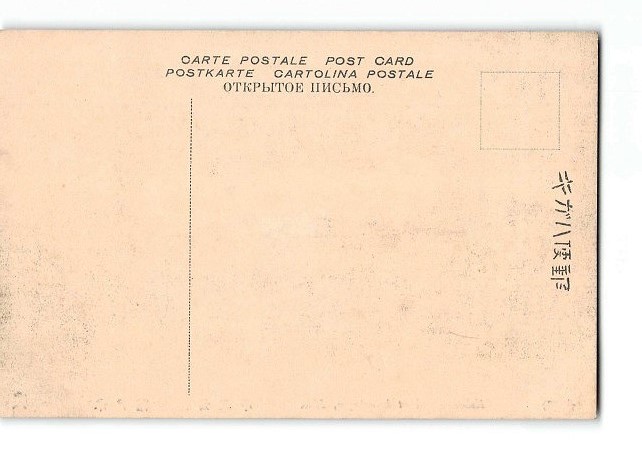 CARTE POSTALE POST CARD
POSTKARTE CARTOLINA POSTALE
ОТКРЫТОЕ ПИСЬМО.
郵便ハガキ